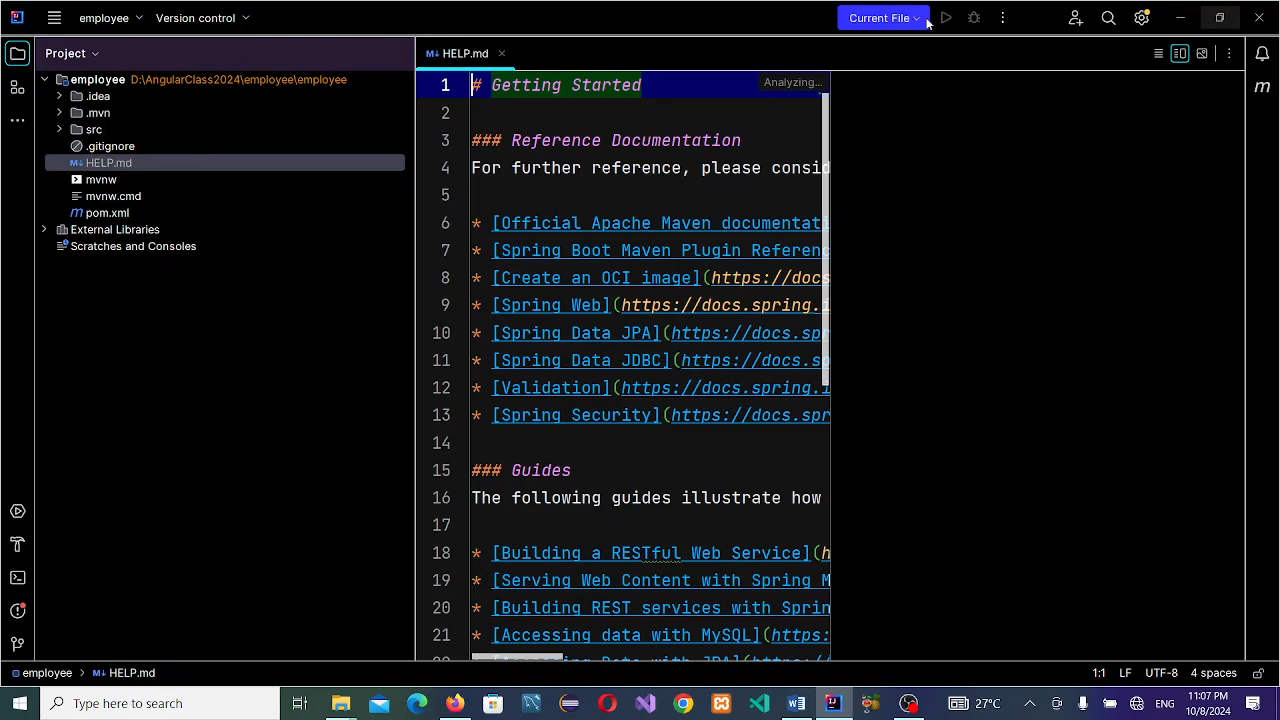 employee
Version control
Current File
Project
HELP.md
employee D:\AngularClass2024\employee\employee
.idea
.mvn
src
.gitignore
HELP.md
mvnw
mvnw.cmd
pom.xml
External Libraries
Scratches and Consoles
Analyzing...
1 # Getting Started
2
3 ### Reference Documentation
4 For further reference, please consid
5
6 * [Official Apache Maven documentati
7 * [Spring Boot Maven Plugin Referenc
8 * [Create an OCI image](https://docs
9 * [Spring Web](https://docs.spring.i
10 * [Spring Data JPA](https://docs.spr
11 * [Spring Data JDBC](https://docs.sp
12 * [Validation](https://docs.spring.i
13 * [Spring Security](https://docs.spr
14
15 ### Guides
16 The following guides illustrate how
17
18 * [Building a RESTful Web Service](h
19 * [Serving Web Content with Spring M
20 * [Building REST services with Sprin
21 * [Accessing data with MySQL](https:
employee > HELP.md
1:1 LF UTF-8 4 spaces
Type here to search
27°C
ENG
11:07 PM
10/8/2024